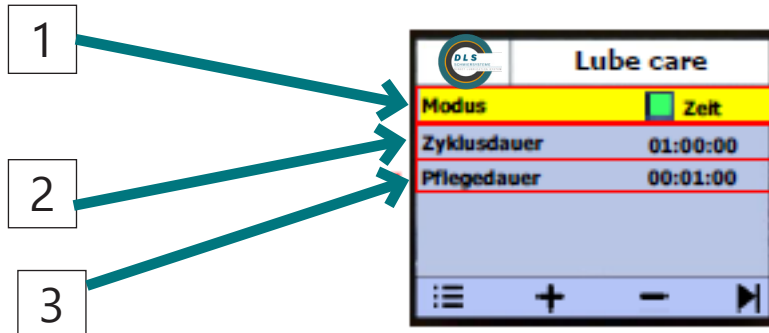 1
2
3
DLS
Lube care
Modus Zeit
Zyklusdauer 01:00:00
Pflegedauer 00:01:00